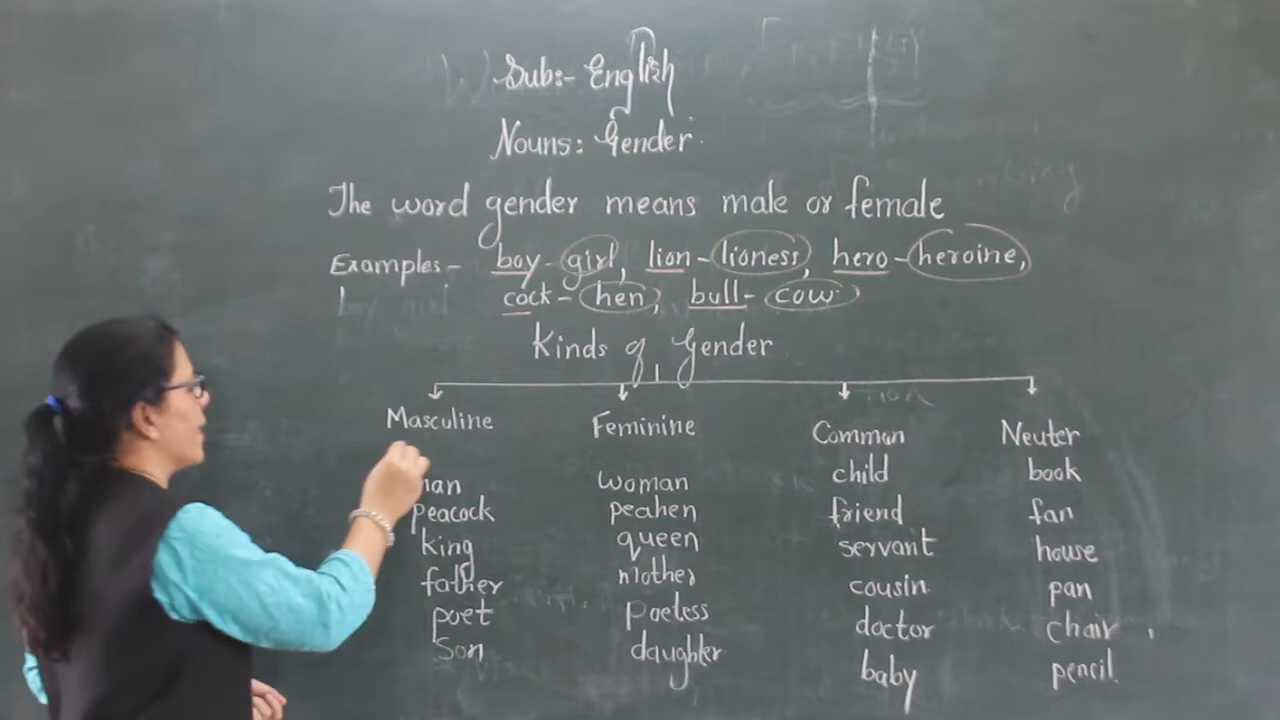 Sub:- English
Nouns: Gender
The word gender means male or female
Examples- boy - girl, lion - lioness, hero - heroine,
cock - hen, bull - cow.
boy girl
Kinds of Gender
Masculine Feminine Common Neuter
woman child book
peacock peahen friend fan
king queen servant house
father mother cousin pan
poet poetess doctor chair
Son daughter baby pencil